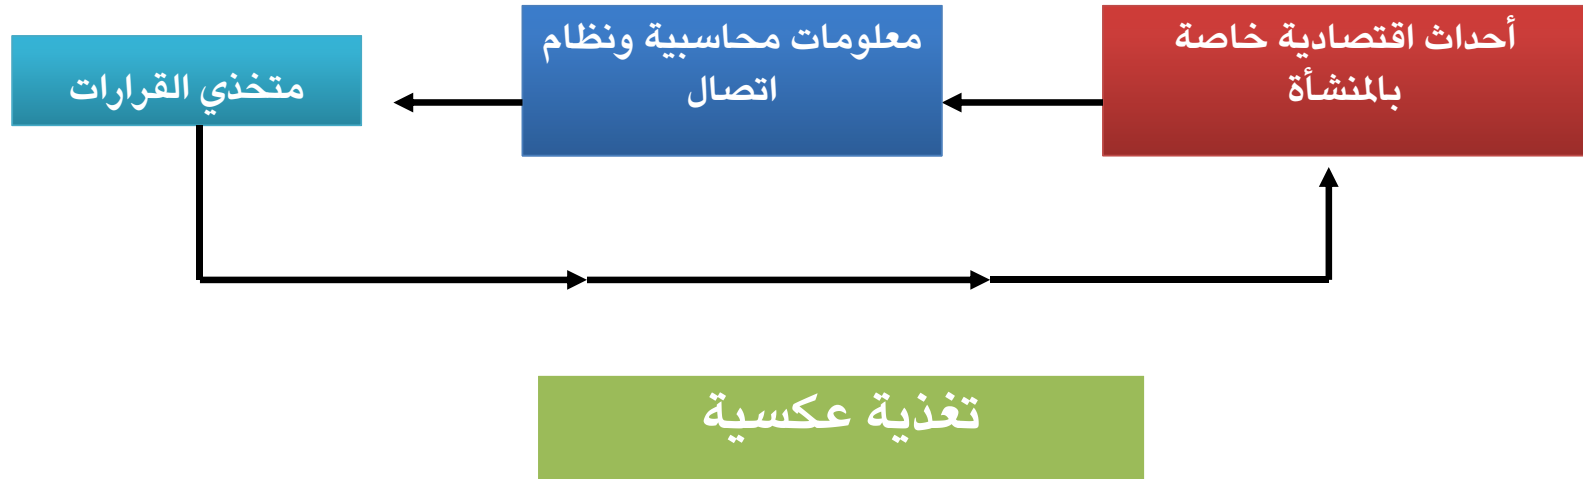 أحداث اقتصادية خاصة
بالمنشأة
معلومات محاسبية ونظام
اتصال
متخذي القرارات
تغذية عكسية